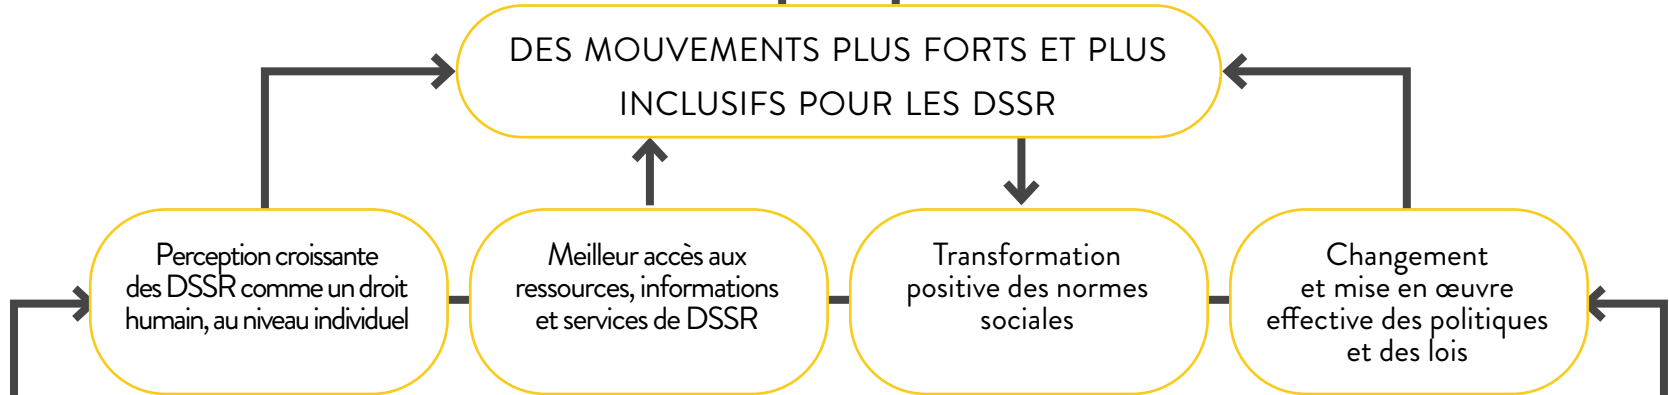 DES MOUVEMENTS PLUS FORTS ET PLUS
INCLUSIFS POUR LES DSSR
Perception croissante
des DSSR comme un droit
humain, au niveau individuel
Meilleur accès aux
ressources, informations
et services de DSSR
Transformation
positive des normes
sociales
Changement
et mise en œuvre
effective des politiques
et des lois